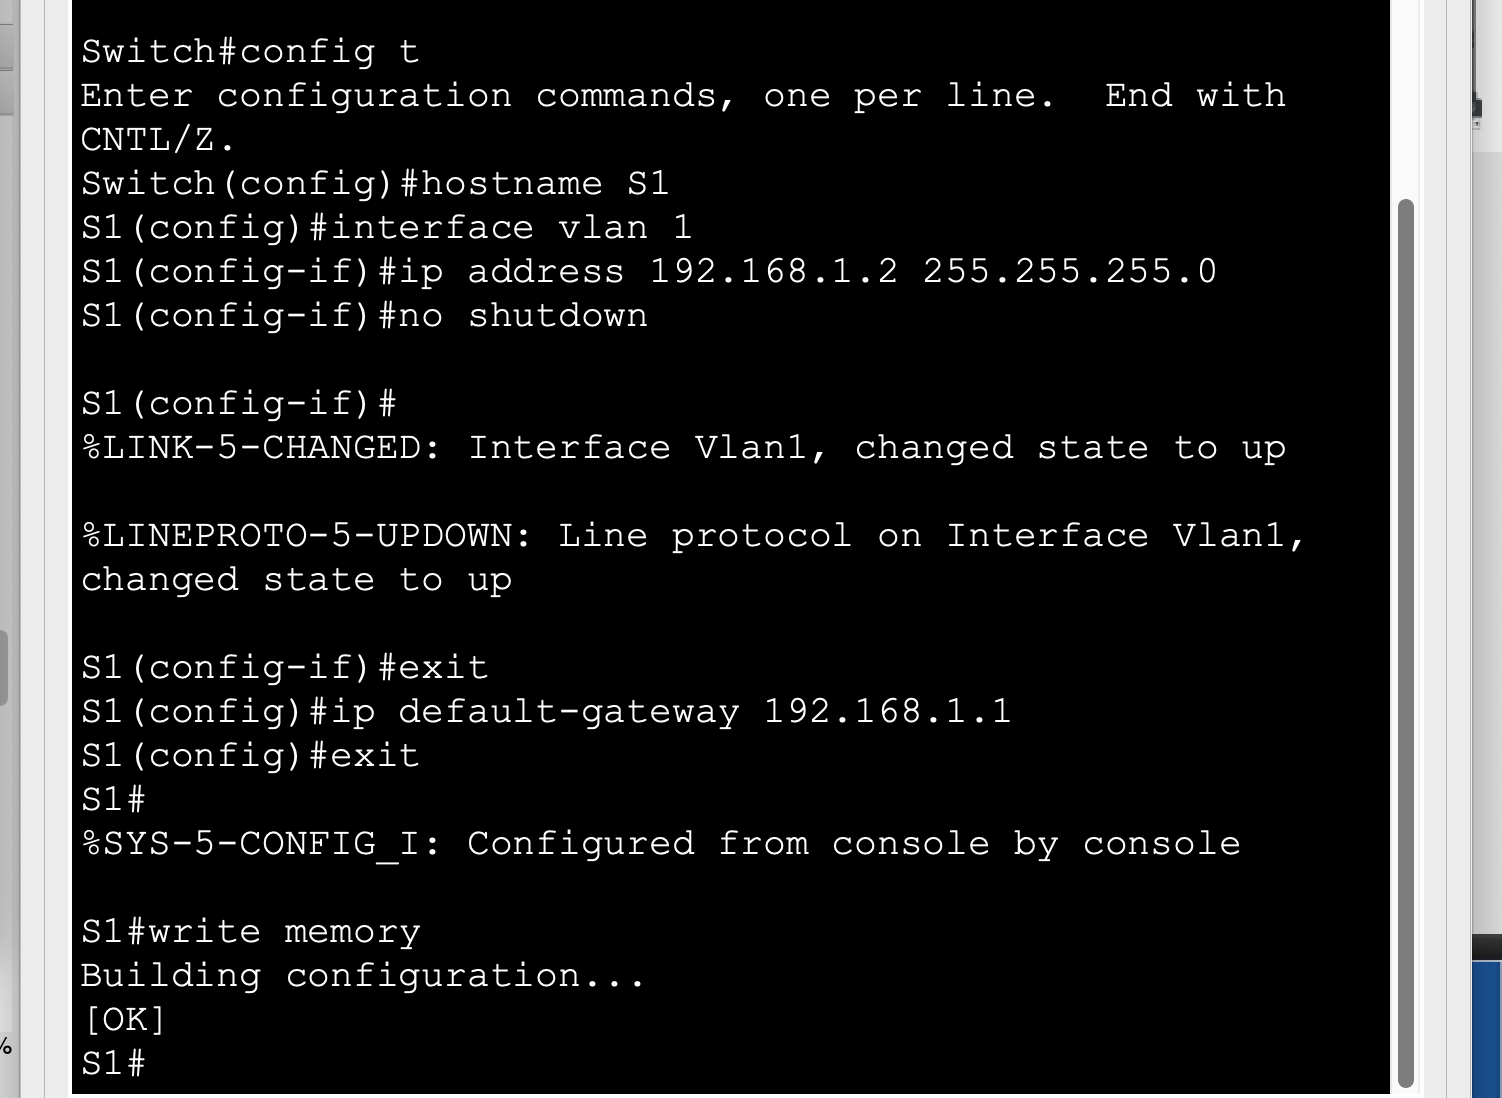 Switch#config t
Enter configuration commands, one per line.  End with
CNTL/Z.
Switch(config)#hostname S1
S1(config)#interface vlan 1
S1(config-if)#ip address 192.168.1.2 255.255.255.0
S1(config-if)#no shutdown
S1(config-if)#
%LINK-5-CHANGED: Interface Vlan1, changed state to up
%LINEPROTO-5-UPDOWN: Line protocol on Interface Vlan1,
changed state to up
S1(config-if)#exit
S1(config)#ip default-gateway 192.168.1.1
S1(config)#exit
S1#
%SYS-5-CONFIG_I: Configured from console by console
S1#write memory
Building configuration...
[OK]
%
S1#